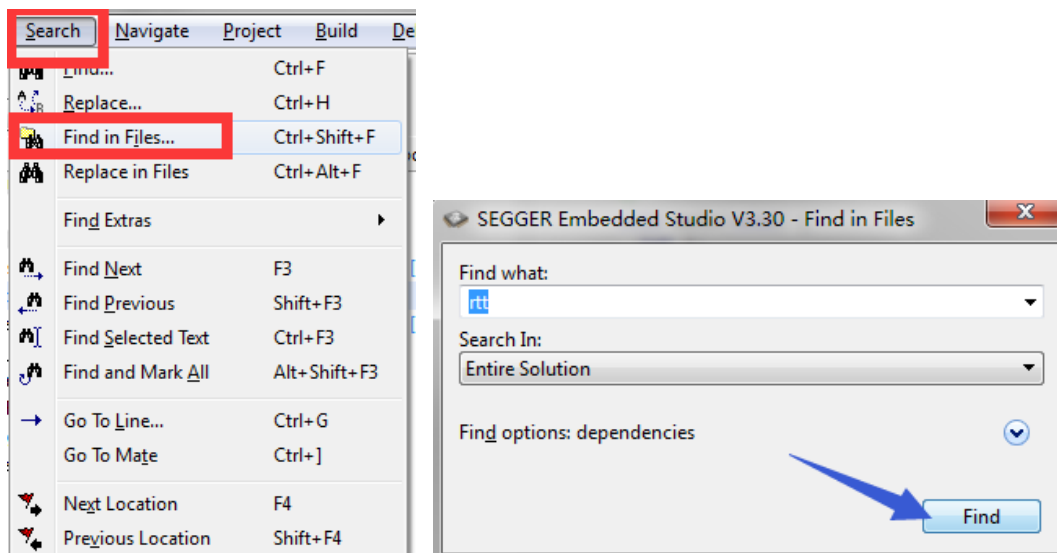 Search Navigate Project Build De
Find... Ctrl+F
Replace... Ctrl+H
Find in Files... Ctrl+Shift+F
Replace in Files Ctrl+Alt+F
Find Extras
Find Next F3
Find Previous Shift+F3
Find Selected Text Ctrl+F3
Find and Mark All Alt+Shift+F3
Go To Line... Ctrl+G
Go To Mate Ctrl+]
Next Location F4
Previous Location Shift+F4
SEGGER Embedded Studio V3.30 - Find in Files
Find what:
rtt
Search In:
Entire Solution
Find options: dependencies
Find